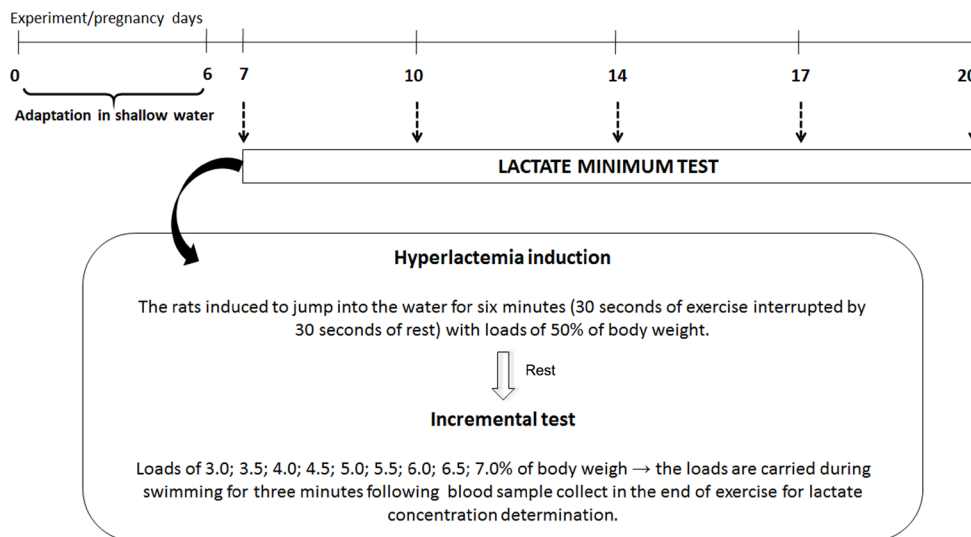 Experiment/pregnancy days
0 6 7 10 14 17 20
Adaptation in shallow water
LACTATE MINIMUM TEST
Hyperlactemia induction
The rats induced to jump into the water for six minutes (30 seconds of exercise interrupted by
30 seconds of rest) with loads of 50% of body weight.
Rest
Incremental test
Loads of 3.0; 3.5; 4.0; 4.5; 5.0; 5.5; 6.0; 6.5; 7.0% of body weigh → the loads are carried during
swimming for three minutes following blood sample collect in the end of exercise for lactate
concentration determination.